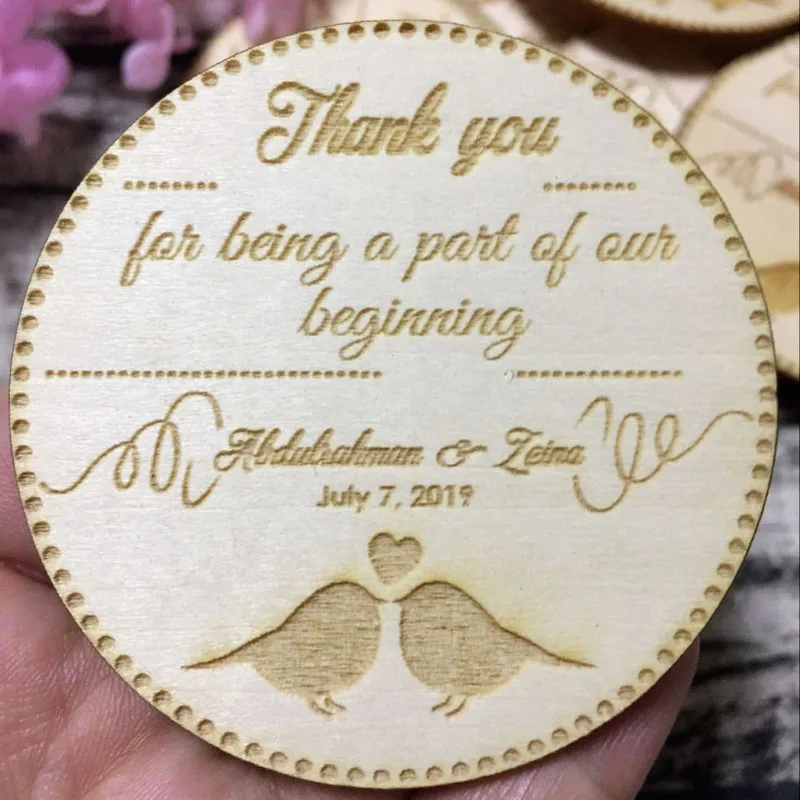 Thank you
for being a part of our
beginning
Abdulrahman & Zeina
July 7, 2019